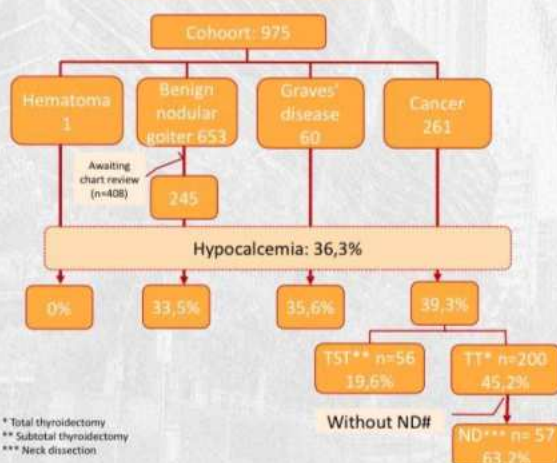 Cohoort: 975
Hematoma
1
Benign
nodular
goiter 653
Graves'
disease
60
Cancer
261
Awaiting
chart review
(n=408)
245
Hypocalcemia: 36,3%
0%
33,5%
35,6%
39,3%
TST** n=56
19,6%
TT* n=200
45,2%
Without ND#
ND*** n= 57
63,2%
* Total thyroidectomy
** Subtotal thyroidectomy
*** Neck dissection